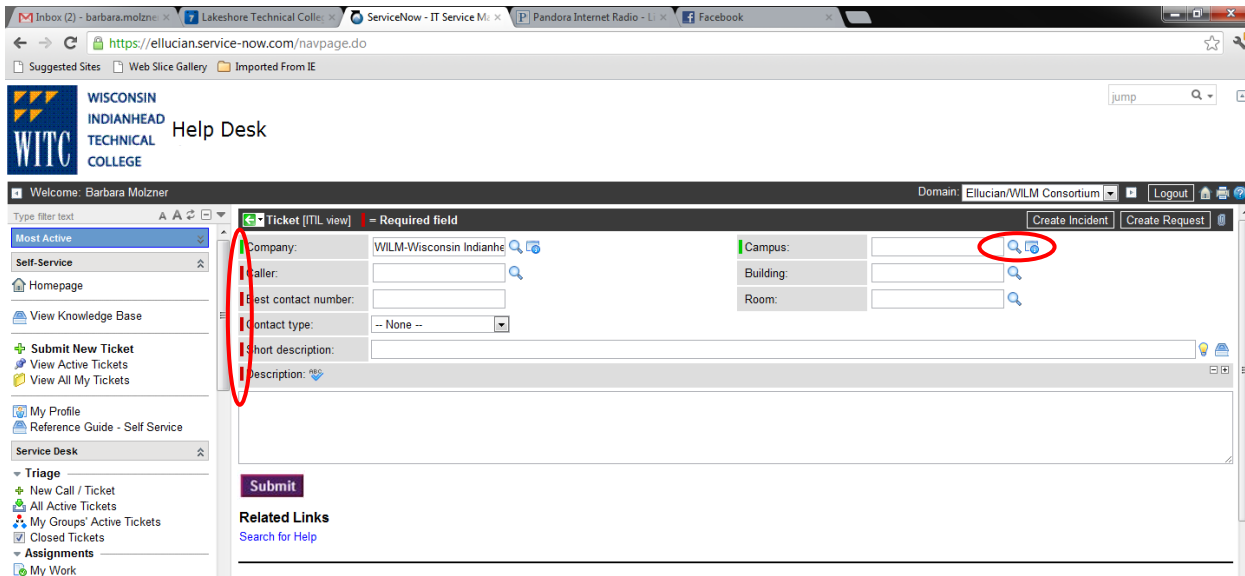 Inbox (2) - barbara.molzne
Lakeshore Technical Colleg
ServiceNow - IT Service Ma
Pandora Internet Radio - Li
Facebook
https://ellucian.service-now.com/navpage.do
Suggested Sites
Web Slice Gallery
Imported From IE
WITC
WISCONSIN
INDIANHEAD
TECHNICAL
COLLEGE
Help Desk
jump
Welcome: Barbara Molzner
Domain: Ellucian/WILM Consortium
Logout
Type filter text
A A
Ticket [ITIL view]
= Required field
Create Incident
Create Request
Most Active
Self-Service
Homepage
View Knowledge Base
Submit New Ticket
View Active Tickets
View All My Tickets
My Profile
Reference Guide - Self Service
Service Desk
Triage
New Call / Ticket
All Active Tickets
My Groups' Active Tickets
Closed Tickets
Assignments
My Work
Company: WILM-Wisconsin Indianhe
Campus:
Caller:
Building:
Best contact number:
Room:
Contact type: -- None --
Short description:
Description: ABC
Submit
Related Links
Search for Help